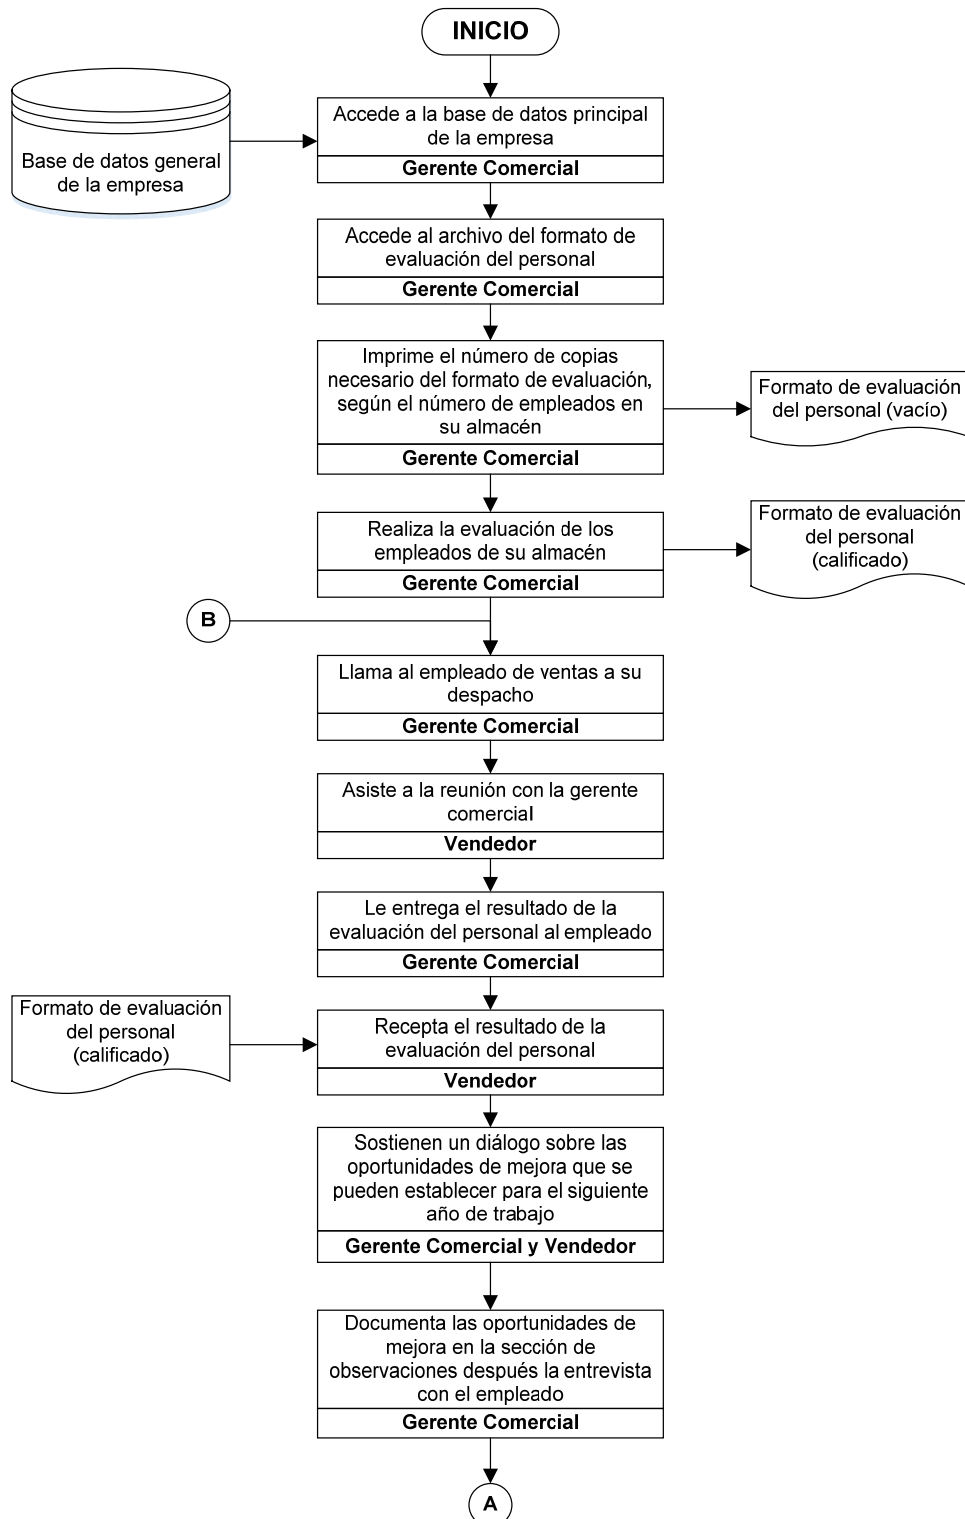 INICIO
Base de datos general
de la empresa
Accede a la base de datos principal
de la empresa
Gerente Comercial
Accede al archivo del formato de
evaluación del personal
Gerente Comercial
Imprime el número de copias
necesario del formato de evaluación,
según el número de empleados en
su almacén
Gerente Comercial
Formato de evaluación
del personal (vacío)
Realiza la evaluación de los
empleados de su almacén
Gerente Comercial
Formato de evaluación
del personal
(calificado)
B
Llama al empleado de ventas a su
despacho
Gerente Comercial
Asiste a la reunión con la gerente
comercial
Vendedor
Le entrega el resultado de la
evaluación del personal al empleado
Gerente Comercial
Formato de evaluación
del personal
(calificado)
Recepta el resultado de la
evaluación del personal
Vendedor
Sostienen un diálogo sobre las
oportunidades de mejora que se
pueden establecer para el siguiente
año de trabajo
Gerente Comercial y Vendedor
Documenta las oportunidades de
mejora en la sección de
observaciones después la entrevista
con el empleado
Gerente Comercial
A